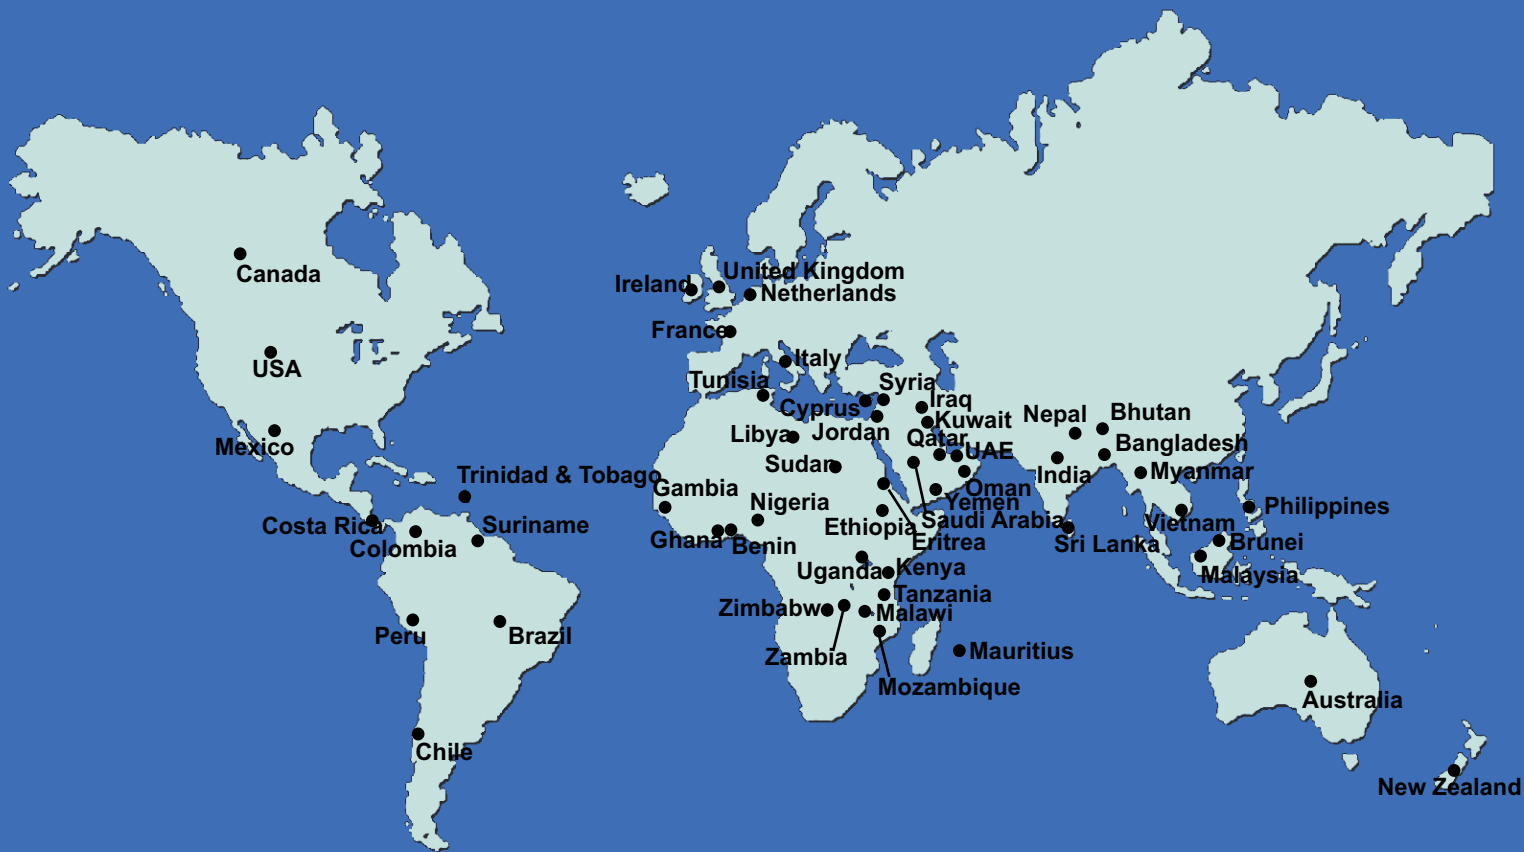 Canada
USA
Mexico
Trinidad & Tobago
Costa Rica
Colombia
Suriname
Peru
Brazil
Chile
Ireland
United Kingdom
Netherlands
France
Italy
Tunisia
Cyprus
Syria
Iraq
Kuwait
Jordan
Libya
Qatar
UAE
Sudan
Oman
Yemen
Saudi Arabia
Gambia
Nigeria
Ghana
Benin
Ethiopia
Eritrea
Uganda
Kenya
Tanzania
Zimbabw
Malawi
Zambia
Mozambique
Mauritius
Nepal
Bhutan
Bangladesh
India
Myanmar
Sri Lanka
Vietnam
Philippines
Brunei
Malaysia
Australia
New Zealand